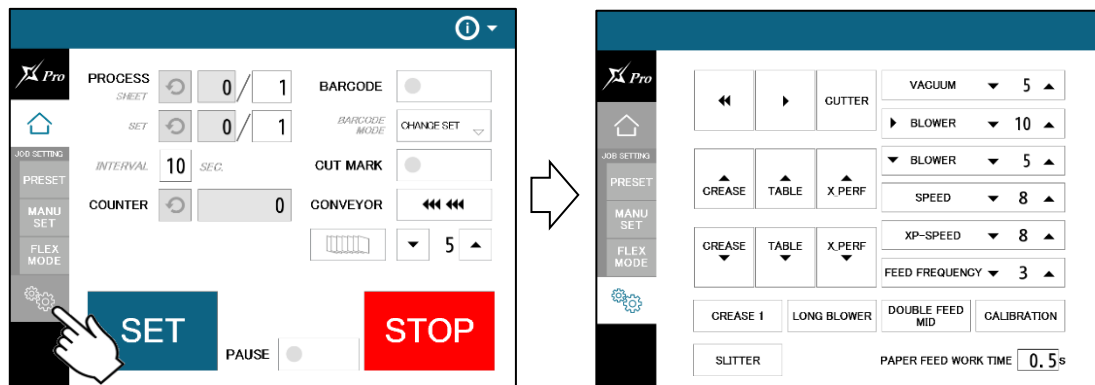 Pro
PROCESS
SHEET
0/ 1
BARCODE
SET
0/ 1
BARCODE
MODE
CHANGE SET
JOB SETTING
INTERVAL 10 SEC.
CUT MARK
PRESET
COUNTER 0
CONVEYOR
MANU
SET
5
FLEX
MODE
SET
PAUSE
STOP
Pro
CUTTER
VACUUM 5
BLOWER 10
JOB SETTING
PRESET
CREASE TABLE X_PERF
BLOWER 5
SPEED 8
MANU
SET
CREASE TABLE X_PERF
XP-SPEED 8
FLEX
MODE
FEED FREQUENCY 3
CREASE 1
LONG BLOWER
DOUBLE FEED
MID
CALIBRATION
SLITTER
PAPER FEED WORK TIME 0.5s